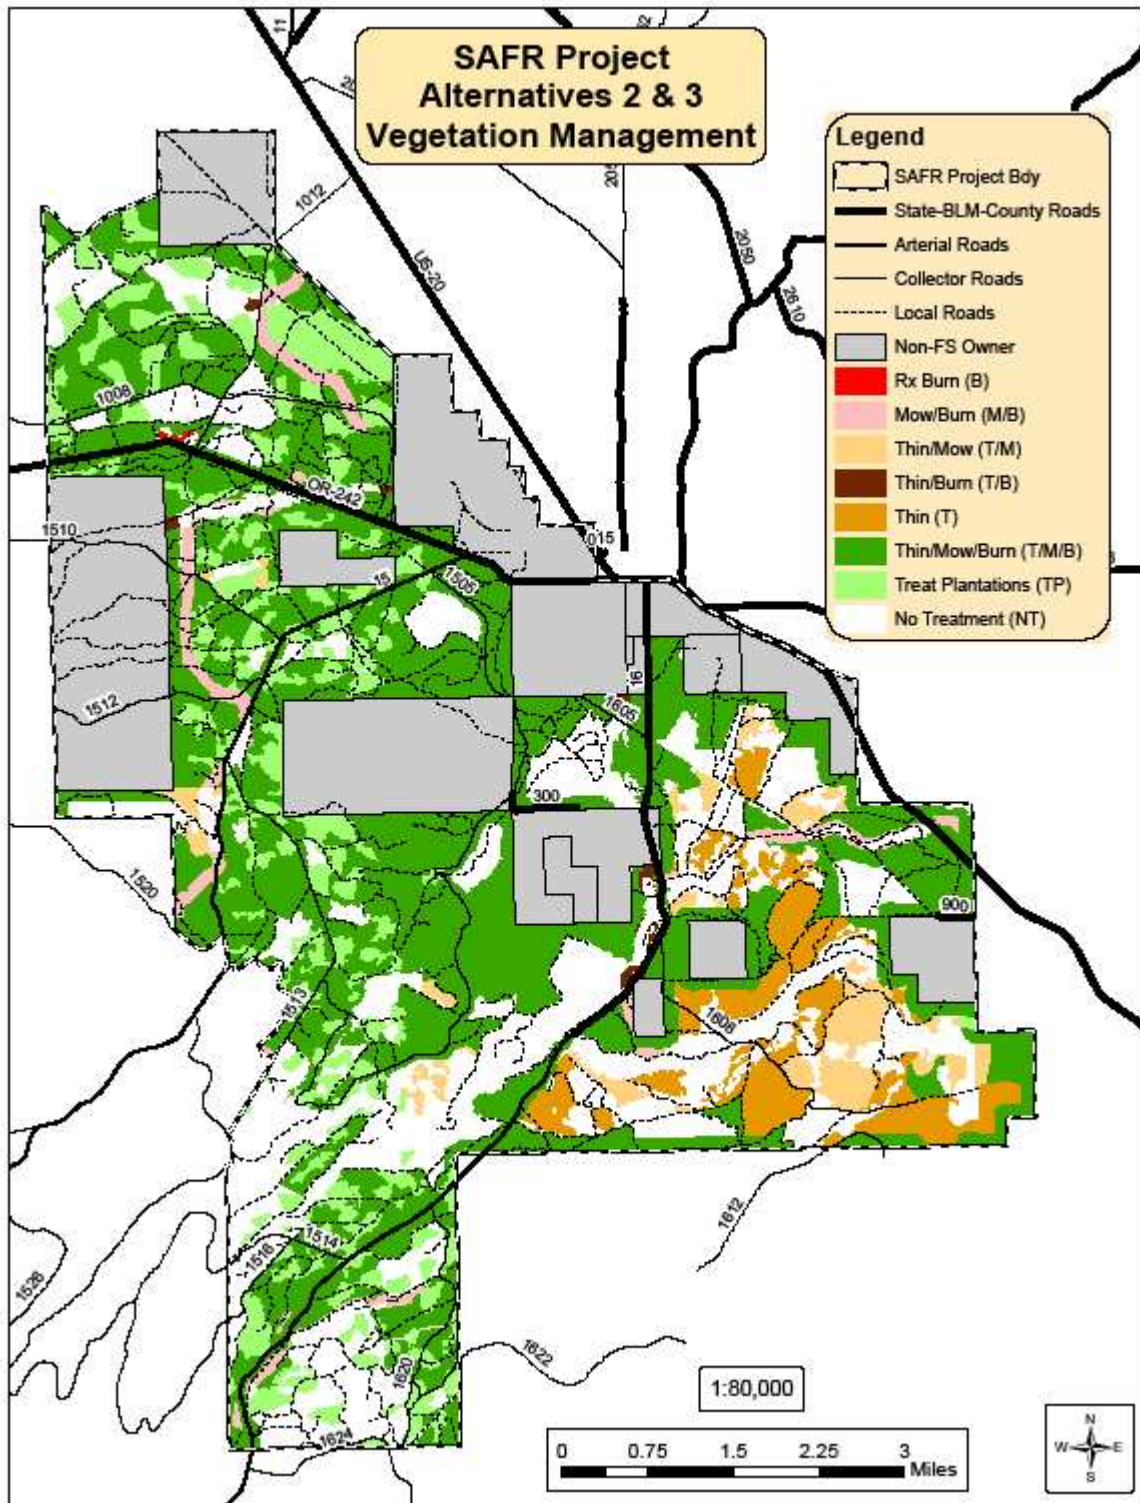 SAFR Project
Alternatives 2 & 3
Vegetation Management
Legend
SAFR Project Bdy
State-BLM-County Roads
Arterial Roads
Collector Roads
Local Roads
Non-FS Owner
Rx Burn (B)
Mow/Burn (M/B)
Thin/Mow (T/M)
Thin/Burn (T/B)
Thin (T)
Thin/Mow/Burn (T/M/B)
Treat Plantations (TP)
No Treatment (NT)
11
1012
US-20
2050
2610
1008
OR-242
1510
15
1505
1015
1512
16
1605
300
1520
900
1513
1608
1612
1514
1516
1526
1620
1622
1624
1:80,000
0 0.75 1.5 2.25 3
Miles
N
W E
S